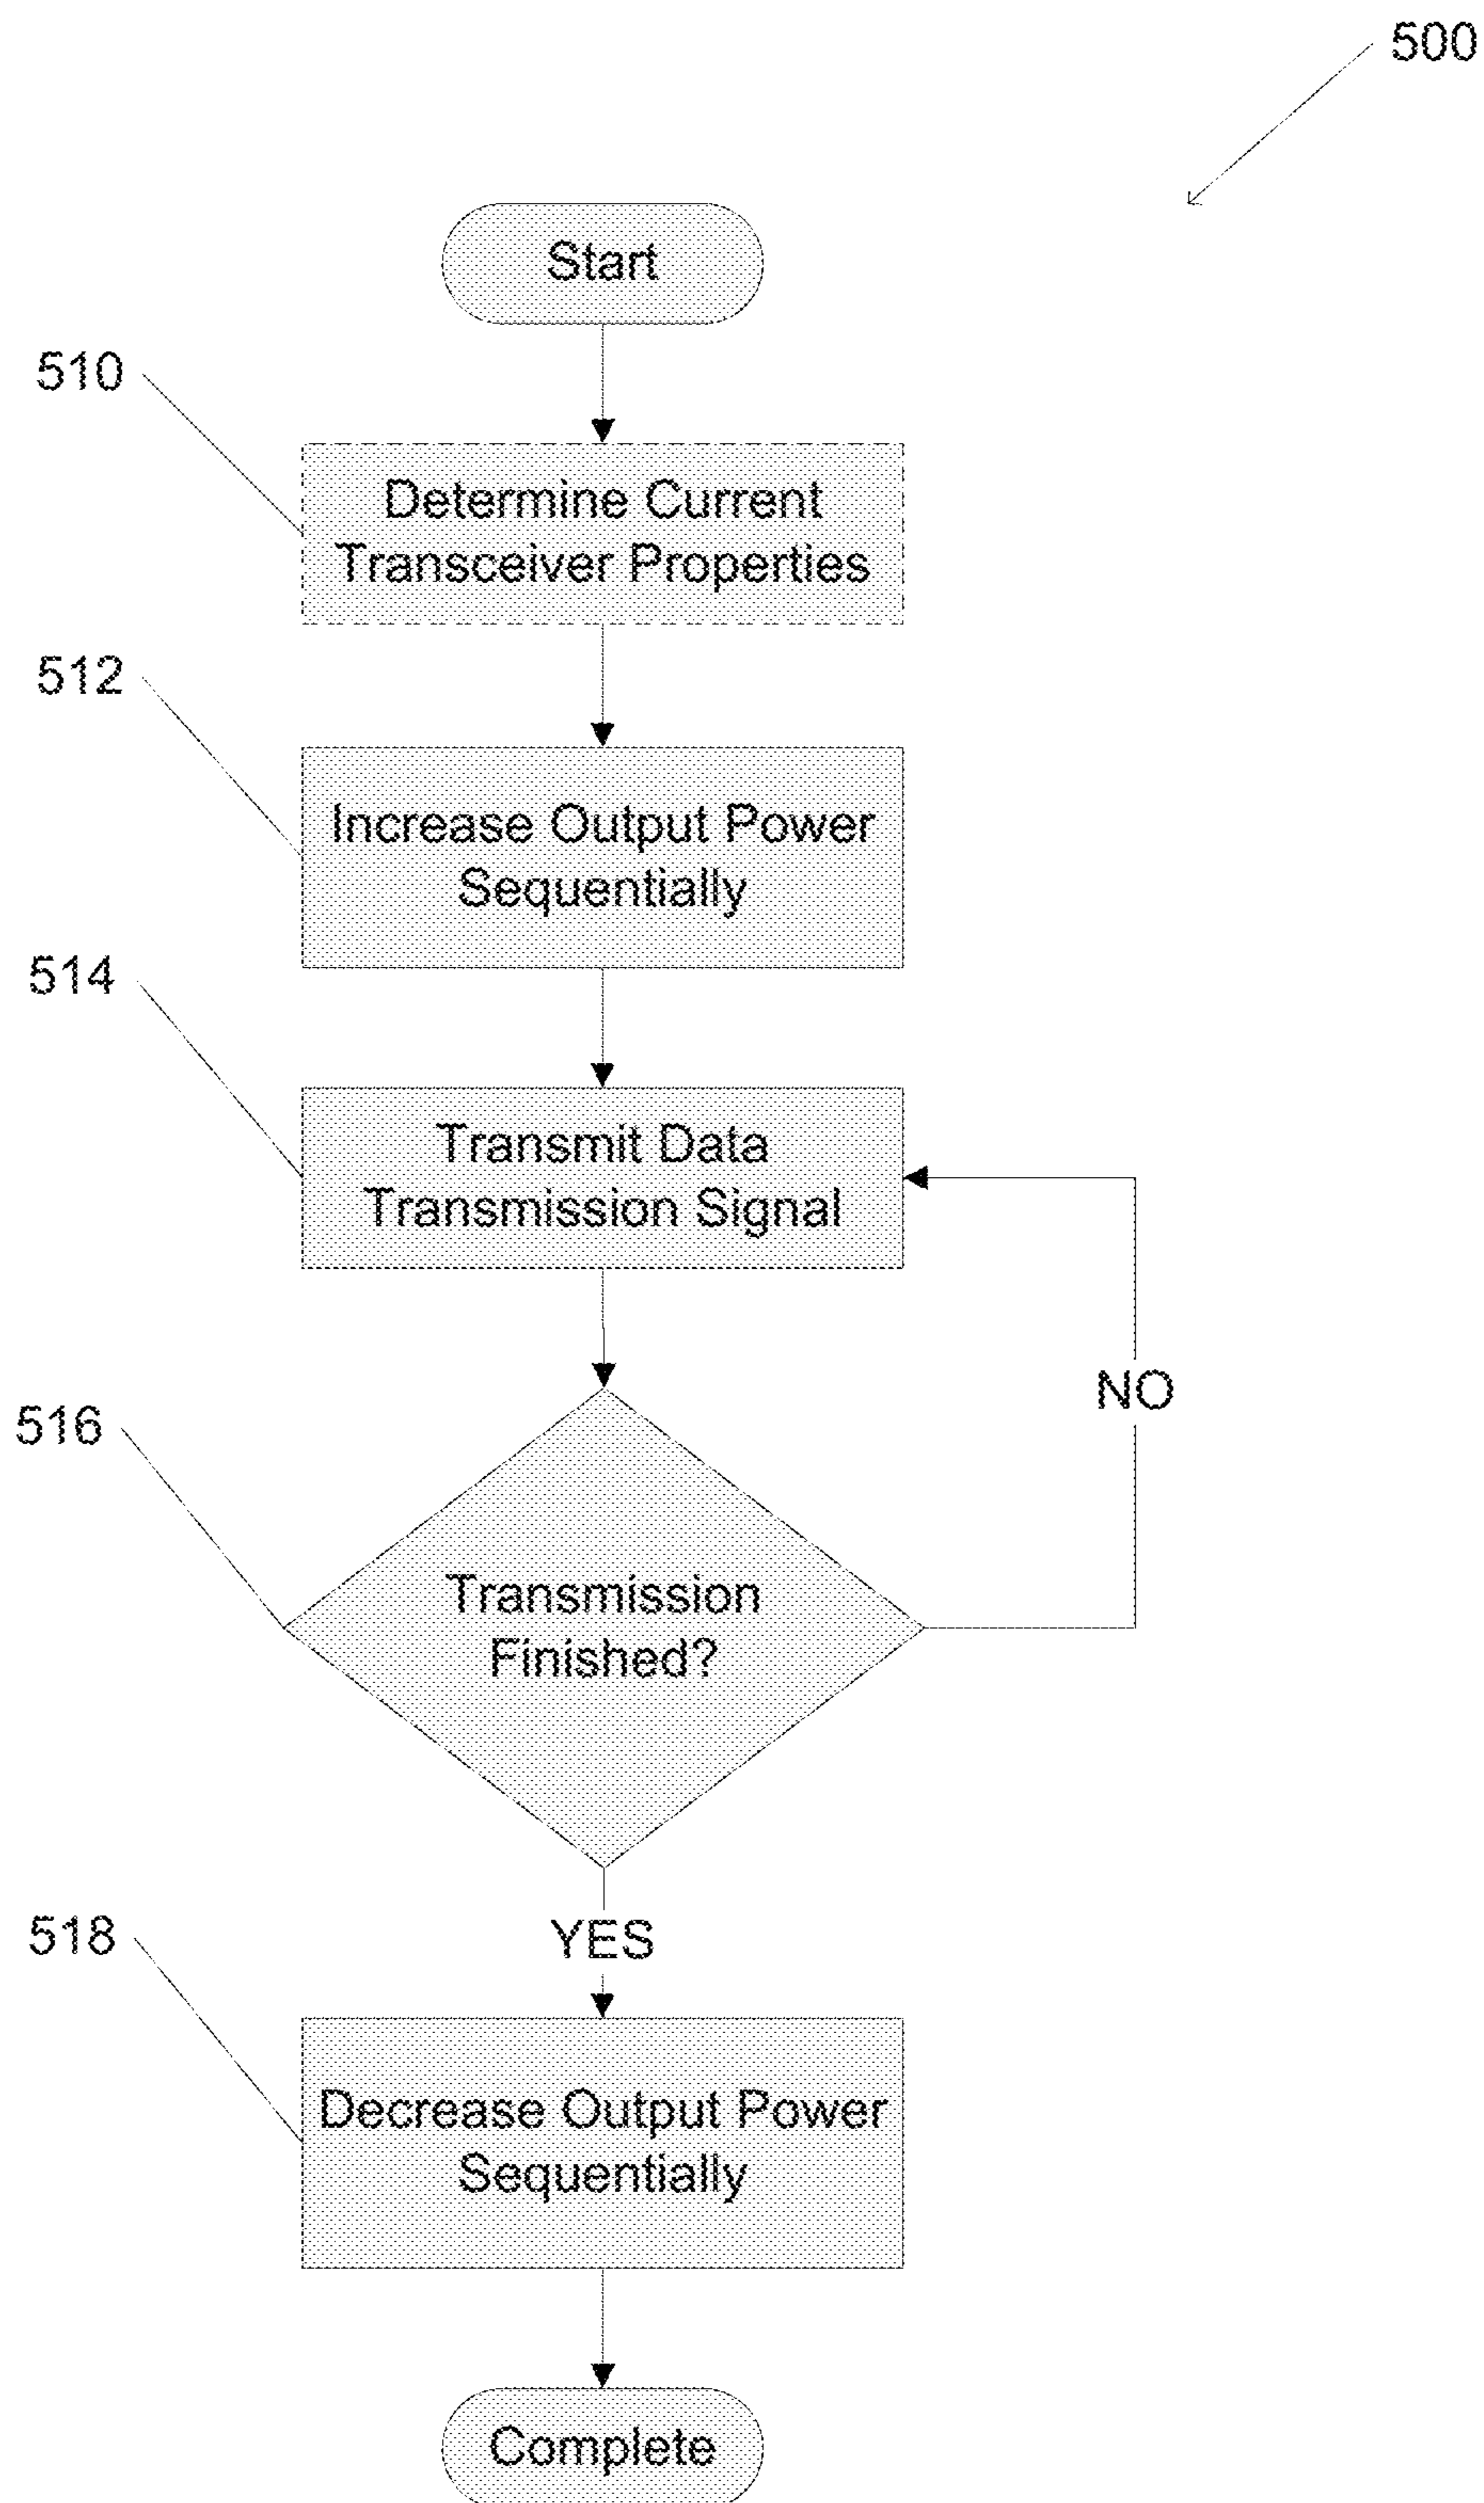 500
Start
510
Determine Current
Transceiver Properties
512
Increase Output Power
Sequentially
514
Transmit Data
Transmission Signal
NO
516
Transmission
Finished?
YES
518
Decrease Output Power
Sequentially
Complete